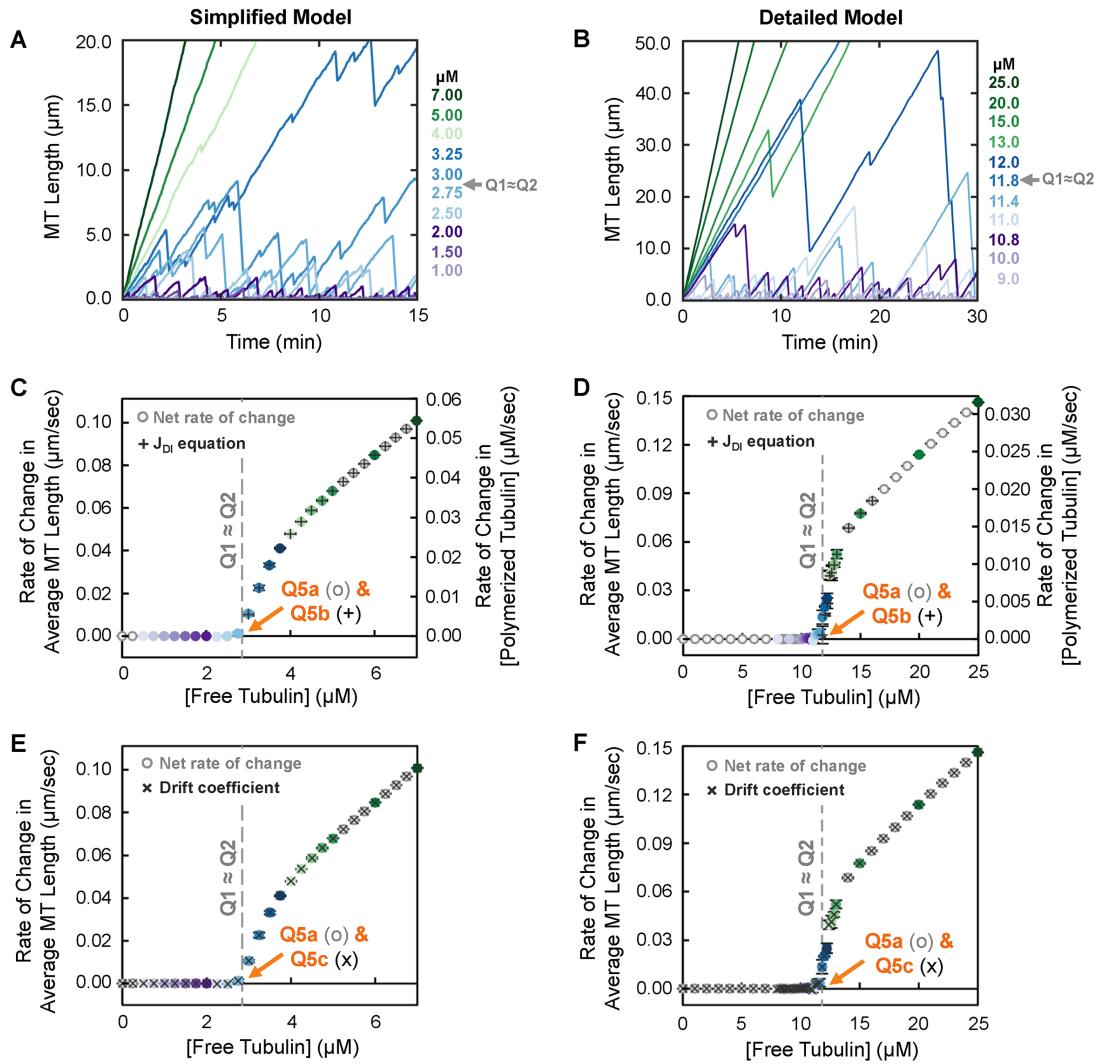 Simplified Model
Detailed Model
A
20.0
15.0
10.0
5.0
0.0
MT Length (µm)
0
5
10
15
Time (min)
µM
7.00
5.00
4.00
3.25
3.00
2.75
2.50
2.00
1.50
1.00
Q1≈Q2
B
50.0
40.0
30.0
20.0
10.0
0.0
MT Length (µm)
0
10
20
30
Time (min)
µM
25.0
20.0
15.0
13.0
12.0
11.8
11.4
11.0
10.8
10.0
9.0
Q1≈Q2
C
Rate of Change in
Average MT Length (µm/sec)
0.10
0.08
0.06
0.04
0.02
0.00
Net rate of change
J_DI equation
Q1 ≈ Q2
Q5a (o) &
Q5b (+)
0.06
0.05
0.04
0.03
0.02
0.01
0.00
Rate of Change in
[Polymerized Tubulin] (µM/sec)
0
2
4
6
[Free Tubulin] (µM)
D
Rate of Change in
Average MT Length (µm/sec)
0.15
0.12
0.09
0.06
0.03
0.00
Net rate of change
J_DI equation
Q1 ≈ Q2
Q5a (o) &
Q5b (+)
0.030
0.025
0.020
0.015
0.010
0.005
0.000
Rate of Change in
[Polymerized Tubulin] (µM/sec)
0
5
10
15
20
25
[Free Tubulin] (µM)
E
Rate of Change in
Average MT Length (µm/sec)
0.10
0.08
0.06
0.04
0.02
0.00
Net rate of change
Drift coefficient
Q1 ≈ Q2
Q5a (o) &
Q5c (x)
0
2
4
6
[Free Tubulin] (µM)
F
Rate of Change in
Average MT Length (µm/sec)
0.15
0.12
0.09
0.06
0.03
0.00
Net rate of change
Drift coefficient
Q1 ≈ Q2
Q5a (o) &
Q5c (x)
0
5
10
15
20
25
[Free Tubulin] (µM)